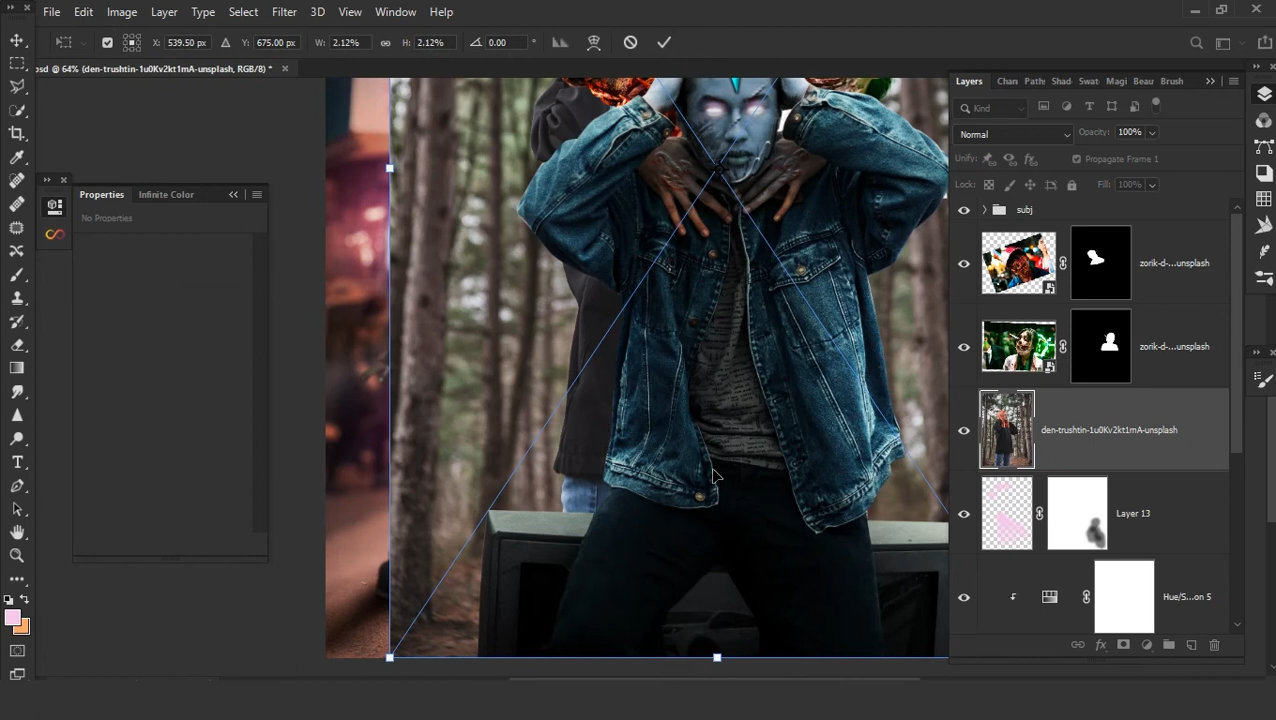 File Edit Image Layer Type Select Filter 3D View Window Help
X: 539.50 px Y: 675.00 px W: 2.12% H: 2.12% 0.00 °
psd @ 64% (den-trushtin-1u0Kv2kt1mA-unsplash, RGB/8) *
Properties Infinite Color
No Properties
Layers Chan Paths Shad Swat Magi Beau Brush
Kind
Normal Opacity: 100%
Unify: Propagate Frame 1
Lock: Fill: 100%
subj
zorik-d-...unsplash
zorik-d-...unsplash
den-trushtin-1u0Kv2kt1mA-unsplash
Layer 13
Hue/S...on 5